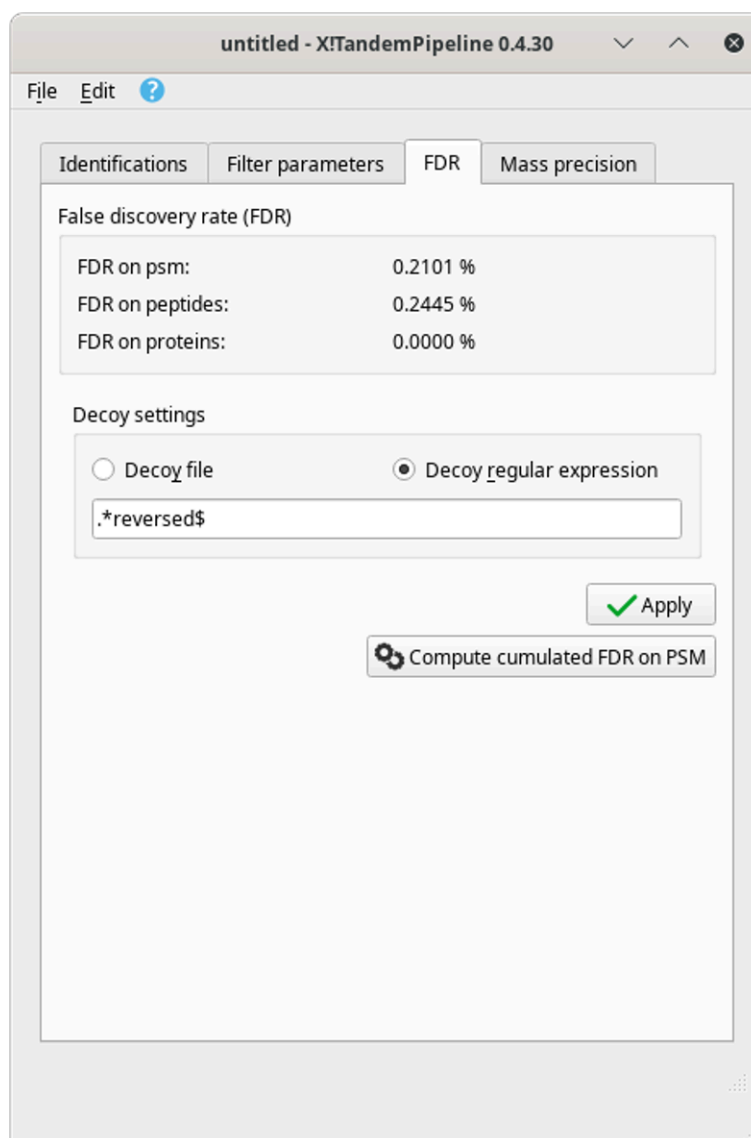 untitled - X!TandemPipeline 0.4.30
File Edit ?
Identifications Filter parameters FDR Mass precision
False discovery rate (FDR)
FDR on psm: 0.2101 %
FDR on peptides: 0.2445 %
FDR on proteins: 0.0000 %
Decoy settings
Decoy file Decoy regular expression
.*reversed$
Apply
Compute cumulated FDR on PSM